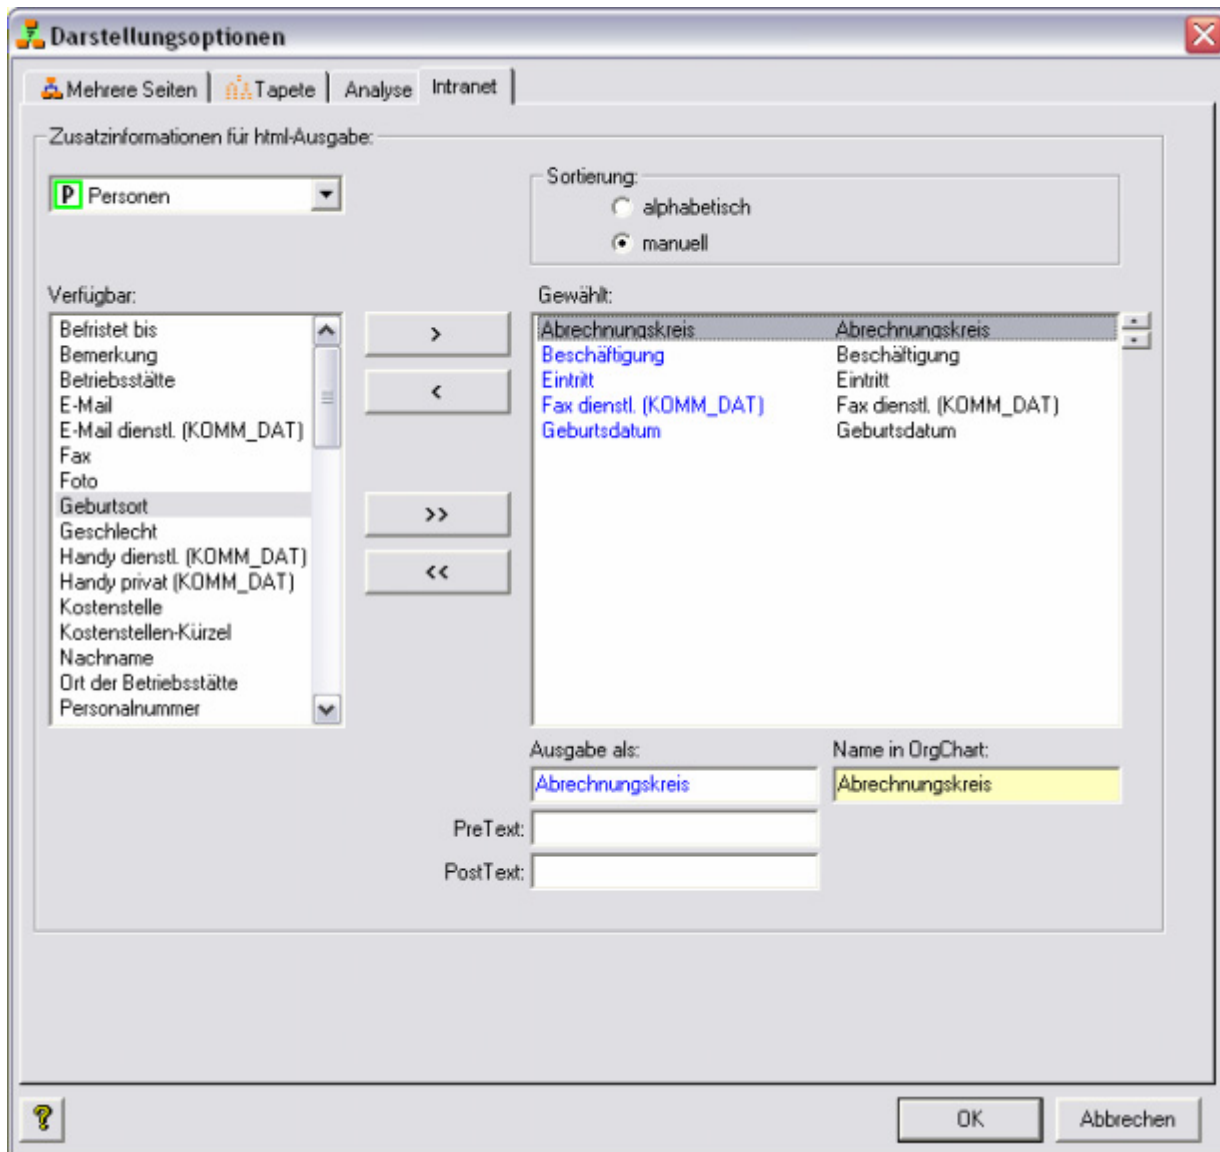 Darstellungsoptionen
Mehrere Seiten
Tapete
Analyse
Intranet
Zusatzinformationen für html-Ausgabe:
P Personen
Sortierung:
alphabetisch
manuell
Verfügbar:
Befristet bis
Bemerkung
Betriebsstätte
E-Mail
E-Mail dienstl. (KOMM_DAT)
Fax
Foto
Geburtsort
Geschlecht
Handy dienstl. (KOMM_DAT)
Handy privat (KOMM_DAT)
Kostenstelle
Kostenstellen-Kürzel
Nachname
Ort der Betriebsstätte
Personalnummer
>
<
>>
<<
Gewählt:
Abrechnungskreis Abrechnungskreis
Beschäftigung Beschäftigung
Eintritt Eintritt
Fax dienstl. (KOMM_DAT) Fax dienstl. (KOMM_DAT)
Geburtsdatum Geburtsdatum
Ausgabe als: Name in OrgChart:
Abrechnungskreis Abrechnungskreis
PreText:
PostText:
?
OK
Abbrechen